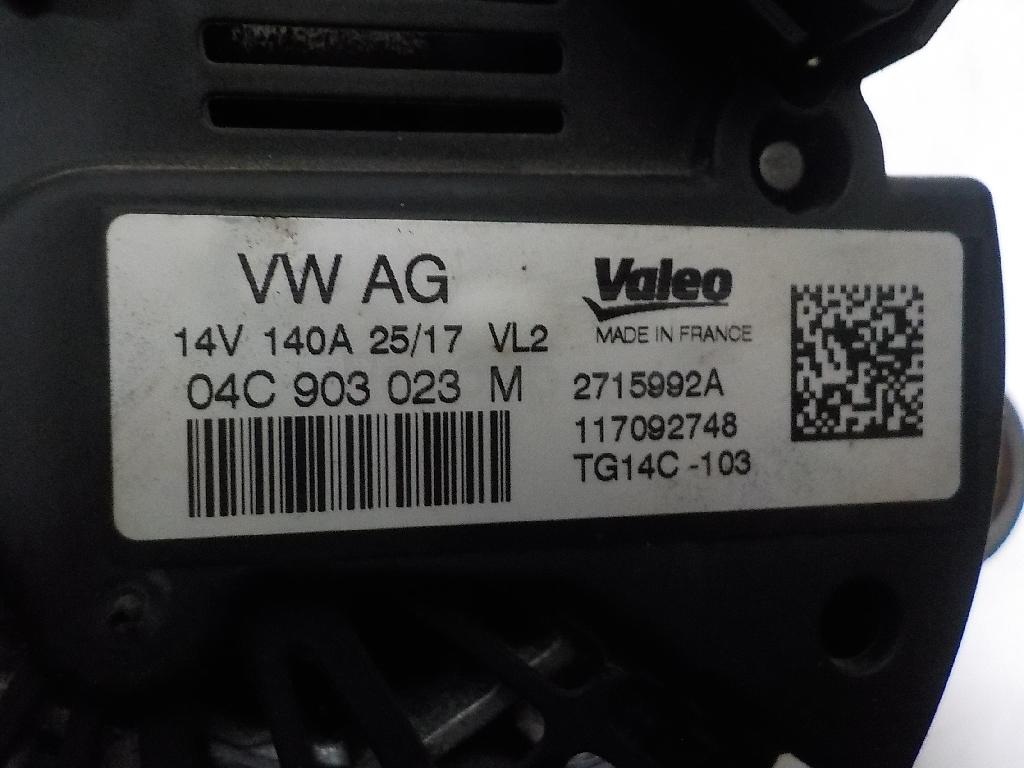 VW AG
14V 140A 25/17 VL2
04C 903 023 M
Valeo
MADE IN FRANCE
2715992A
117092748
TG14C -103